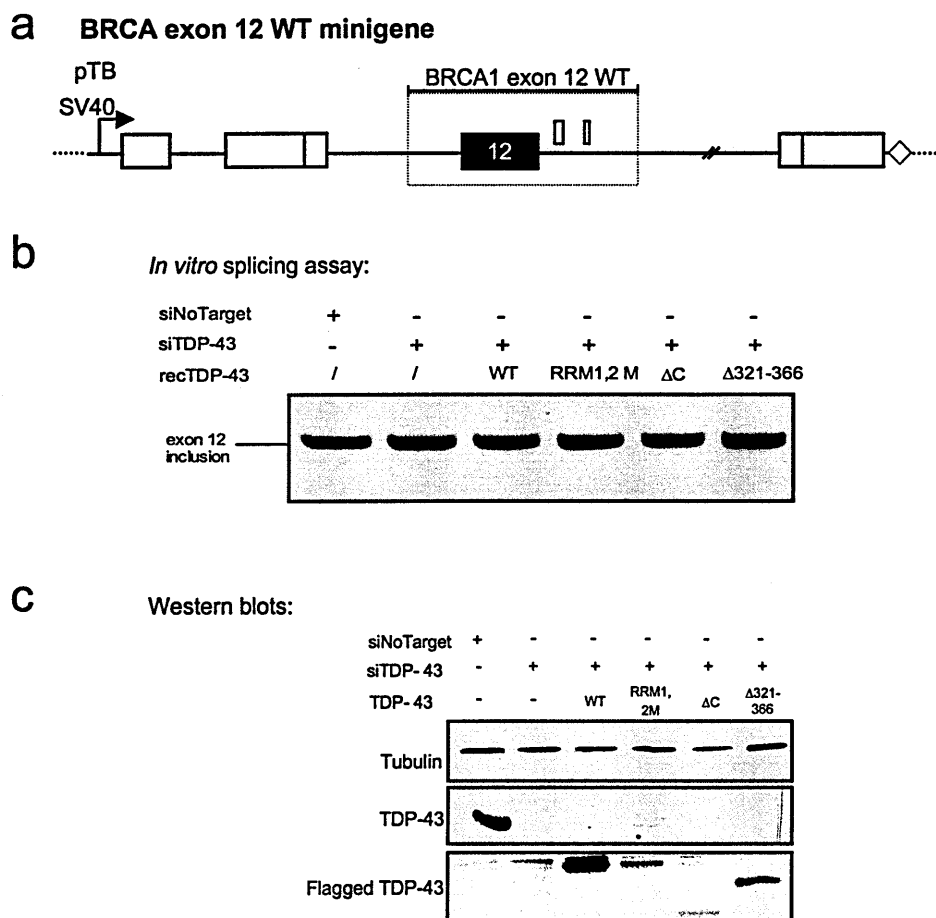 a BRCA exon 12 WT minigene
pTB
SV40
BRCA1 exon 12 WT
12
b
In vitro splicing assay:
siNoTarget + - - - - -
siTDP-43 - + + + + +
recTDP-43 / / WT RRM1,2 M ΔC Δ321-366
exon 12
inclusion
c
Western blots:
siNoTarget + - - - - -
siTDP- 43 - + + + + +
TDP- 43 - - WT RRM1, 2M ΔC Δ321- 366
Tubulin
TDP-43
Flagged TDP-43